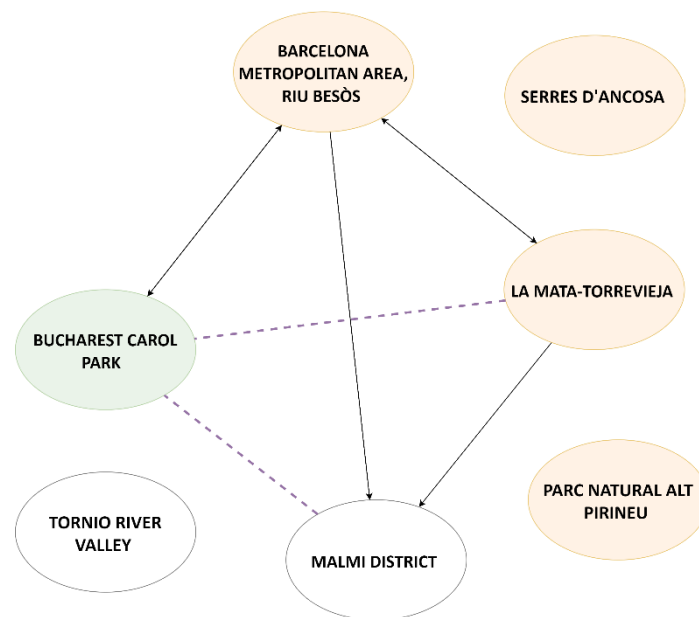 BARCELONA
METROPOLITAN AREA,
RIU BESÒS
SERRES D'ANCOSA
LA MATA-TORREVIEJA
BUCHAREST CAROL
PARK
PARC NATURAL ALT
PIRINEU
TORNIO RIVER
VALLEY
MALMI DISTRICT